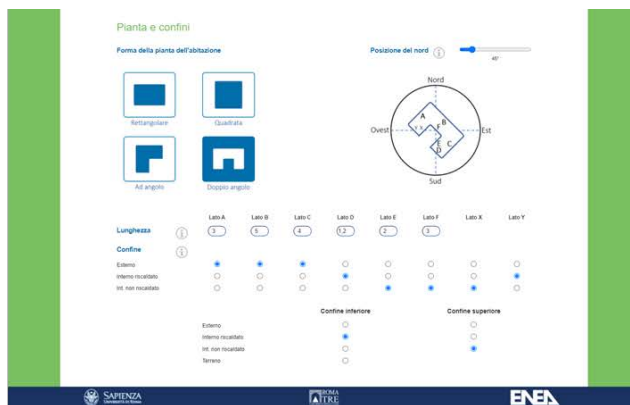 Pianta e confini
Forma della pianta dell'abitazione
Posizione del nord
i
45°
Rettangolare
Quadrata
Ad angolo
Doppio angolo
Nord
Ovest
Est
Sud
A
B
F
E
D
C
Lato A Lato B Lato C Lato D Lato E Lato F Lato X Lato Y
Lunghezza i 3 5 4 1.2 2 3
Confine i
Esterno
Interno riscaldato
Int. non riscaldato
Confine inferiore Confine superiore
Esterno
Interno riscaldato
Int. non riscaldato
Terreno
SAPIENZA
UNIVERSITÀ DI ROMA
ROMA
TRE
ENEA